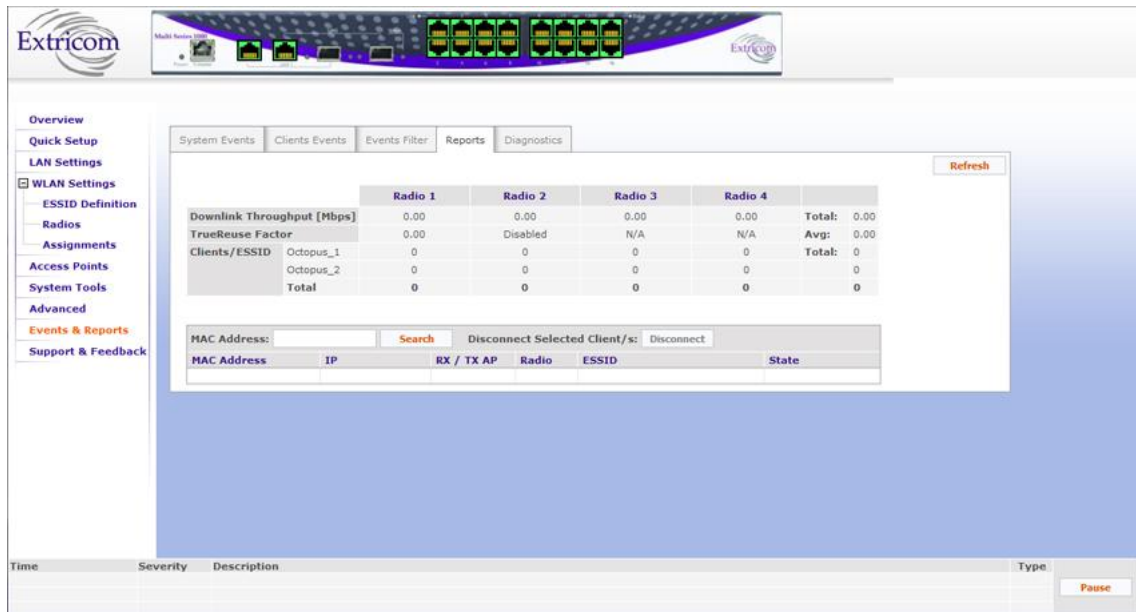 Extricom
Multi Series 1000
Extricom
Overview
Quick Setup
LAN Settings
WLAN Settings
ESSID Definition
Radios
Assignments
Access Points
System Tools
Advanced
Events & Reports
Support & Feedback
System Events Clients Events Events Filter Reports Diagnostics
Refresh
Radio 1 Radio 2 Radio 3 Radio 4
Downlink Throughput [Mbps] 0.00 0.00 0.00 0.00 Total: 0.00
TrueReuse Factor 0.00 Disabled N/A N/A Avg: 0.00
Clients/ESSID Octopus_1 0 0 0 0 Total: 0
Octopus_2 0 0 0 0 0
Total 0 0 0 0 0
MAC Address: Search Disconnect Selected Client/s: Disconnect
MAC Address IP RX / TX AP Radio ESSID State
Time Severity Description Type
Pause